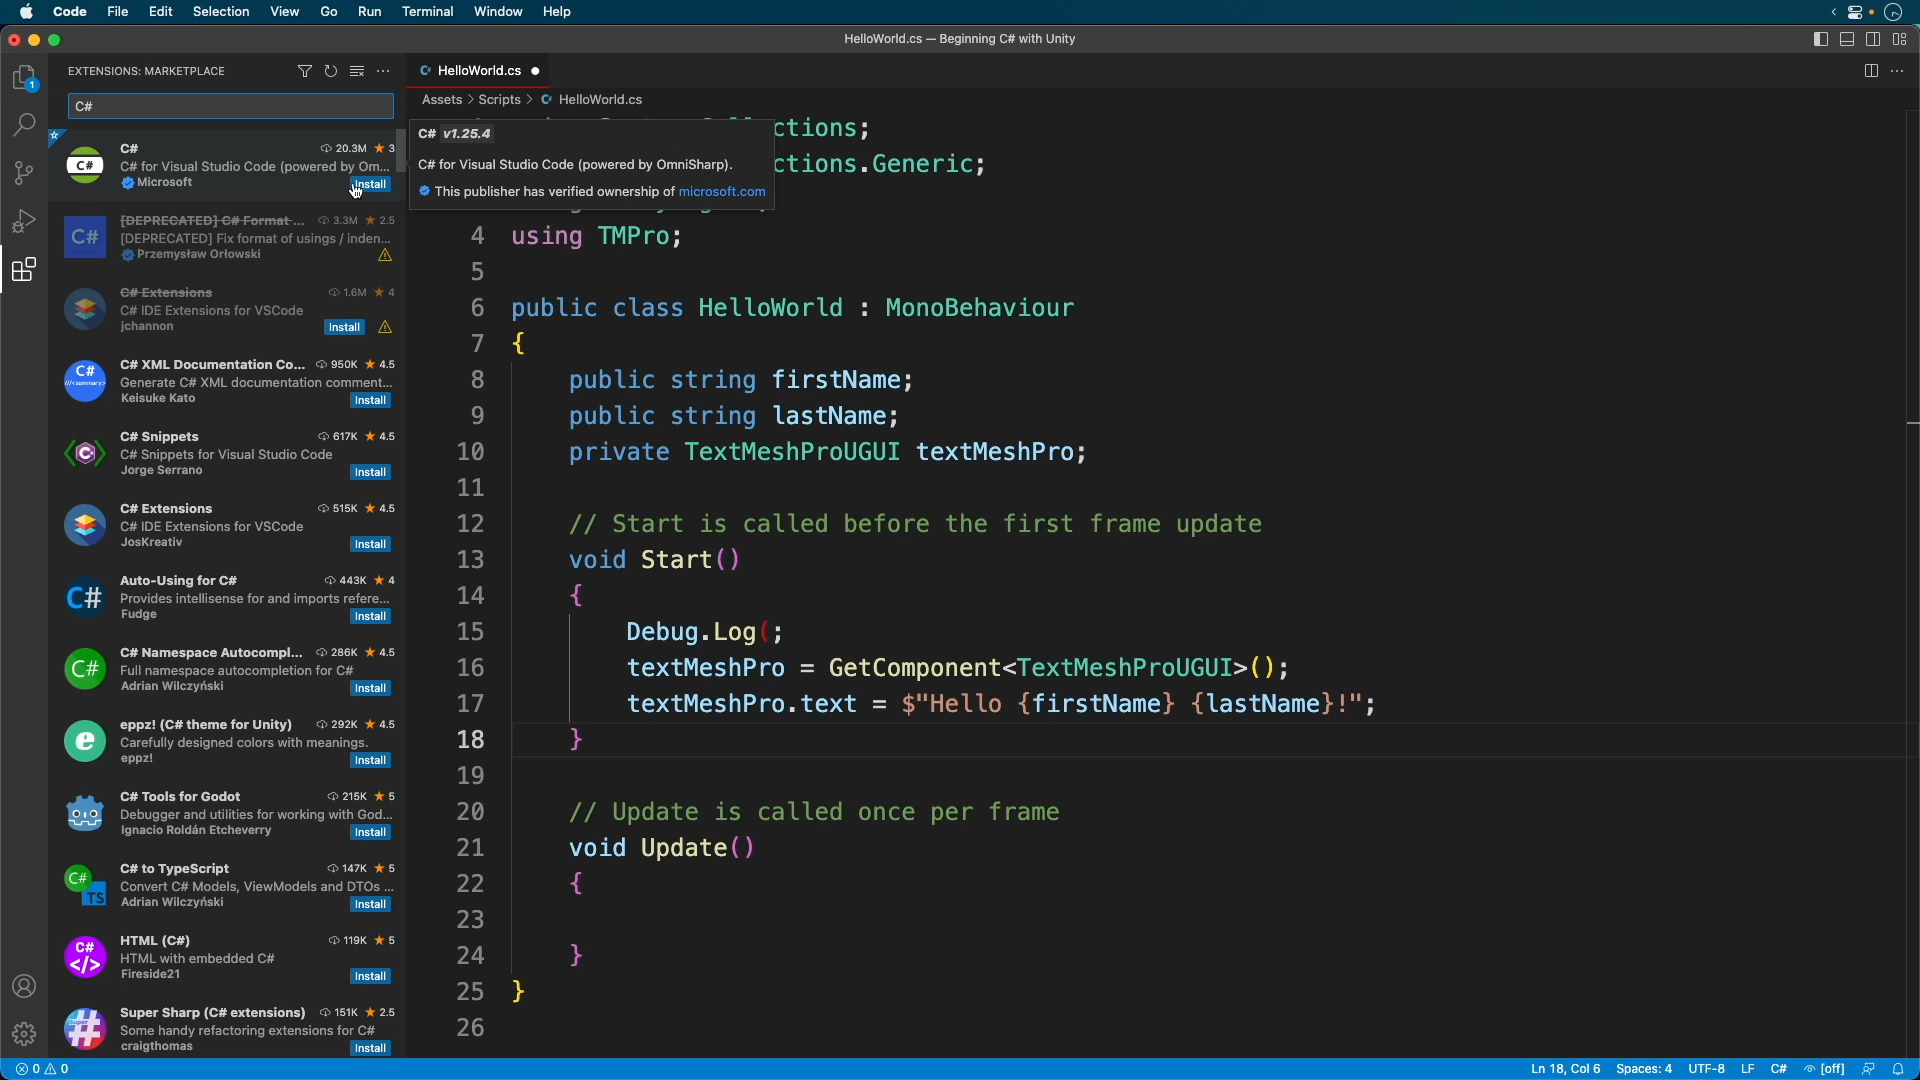 Code File Edit Selection View Go Run Terminal Window Help
HelloWorld.cs — Beginning C# with Unity
EXTENSIONS: MARKETPLACE
C#
C# 20.3M 3
C# for Visual Studio Code (powered by Om...
Microsoft Install
[DEPRECATED] C# Format ... 3.3M 2.5
[DEPRECATED] Fix format of usings / inden...
Przemysław Orłowski
C# Extensions 1.6M 4
C# IDE Extensions for VSCode
jchannon Install
C# XML Documentation Co... 950K 4.5
Generate C# XML documentation comment...
Keisuke Kato Install
C# Snippets 617K 4.5
C# Snippets for Visual Studio Code
Jorge Serrano Install
C# Extensions 515K 4.5
C# IDE Extensions for VSCode
JosKreativ Install
Auto-Using for C# 443K 4
Provides intellisense for and imports refere...
Fudge Install
C# Namespace Autocompl... 286K 4.5
Full namespace autocompletion for C#
Adrian Wilczyński Install
eppz! (C# theme for Unity) 292K 4.5
Carefully designed colors with meanings.
eppz! Install
C# Tools for Godot 215K 5
Debugger and utilities for working with God...
Ignacio Roldán Etcheverry Install
C# to TypeScript 147K 5
Convert C# Models, ViewModels and DTOs ...
Adrian Wilczyński Install
HTML (C#) 119K 5
HTML with embedded C#
Fireside21 Install
Super Sharp (C# extensions) 151K 2.5
Some handy refactoring extensions for C#
craigthomas Install
HelloWorld.cs
Assets > Scripts > HelloWorld.cs
C# v1.25.4
C# for Visual Studio Code (powered by OmniSharp).
This publisher has verified ownership of microsoft.com
ctions;
ctions.Generic;
4 using TMPro;
5
6 public class HelloWorld : MonoBehaviour
7 {
8 public string firstName;
9 public string lastName;
10 private TextMeshProUGUI textMeshPro;
11
12 // Start is called before the first frame update
13 void Start()
14 {
15 Debug.Log(;
16 textMeshPro = GetComponent<TextMeshProUGUI>();
17 textMeshPro.text = $"Hello {firstName} {lastName}!";
18 }
19
20 // Update is called once per frame
21 void Update()
22 {
23
24 }
25 }
26
0 0 Ln 18, Col 6 Spaces: 4 UTF-8 LF C# [off]